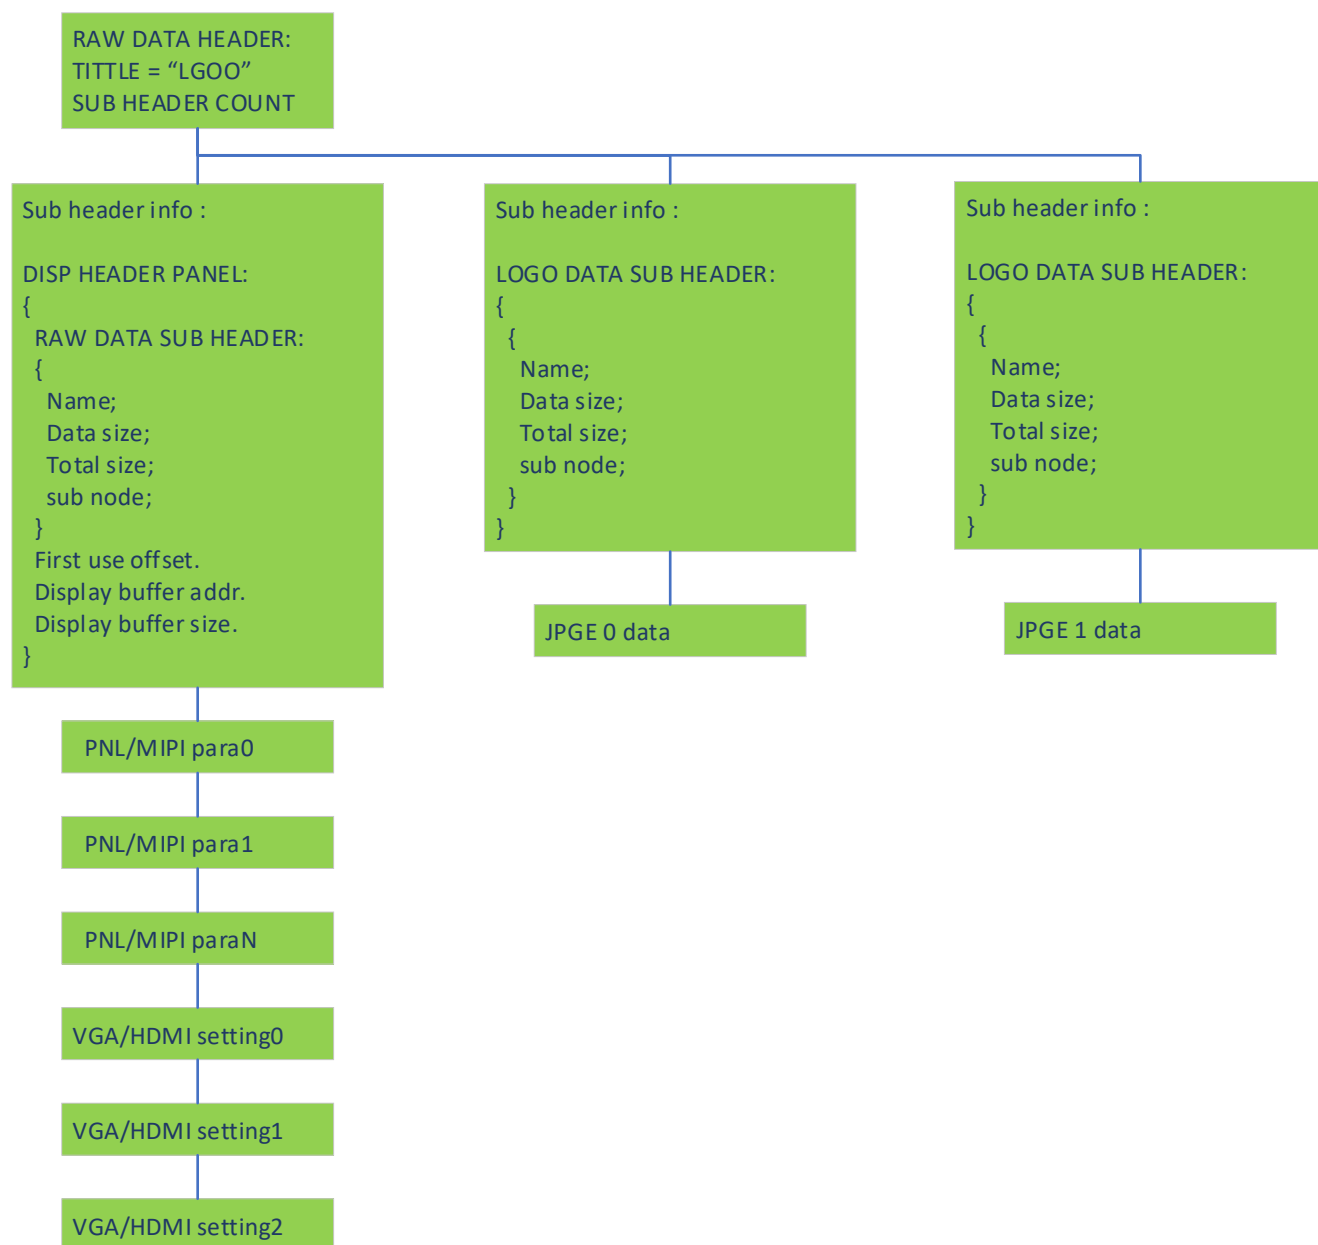 RAW DATA HEADER:
TITTLE = “LGOO”
SUB HEADER COUNT
Sub header info :
DISP HEADER PANEL:
{
RAW DATA SUB HEADER:
{
Name;
Data size;
Total size;
sub node;
}
First use offset.
Display buffer addr.
Display buffer size.
}
PNL/MIPI para0
PNL/MIPI para1
PNL/MIPI paraN
VGA/HDMI setting0
VGA/HDMI setting1
VGA/HDMI setting2
Sub header info :
LOGO DATA SUB HEADER:
{
{
Name;
Data size;
Total size;
sub node;
}
}
JPGE 0 data
Sub header info :
LOGO DATA SUB HEADER:
{
{
Name;
Data size;
Total size;
sub node;
}
}
JPGE 1 data